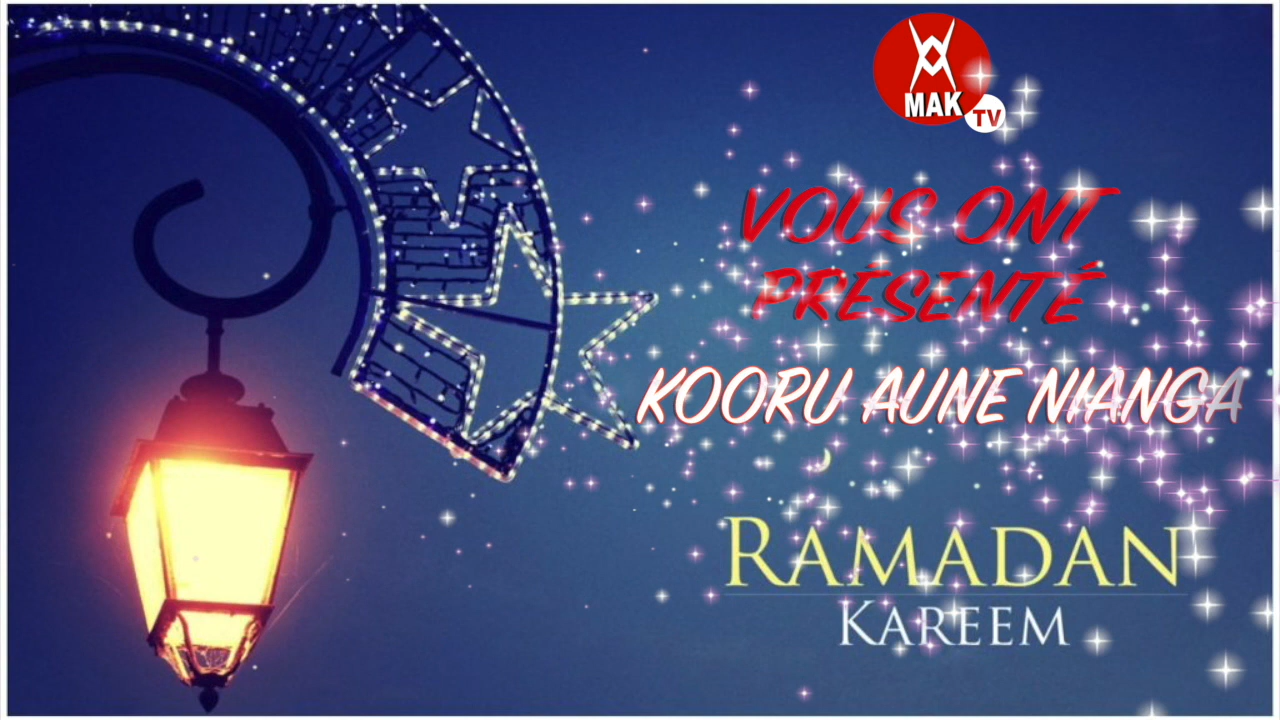 MAK
TV
VOUS ONT
PRÉSENTÉ
KOORU AUNE NIANGA
RAMADAN
KAREEM